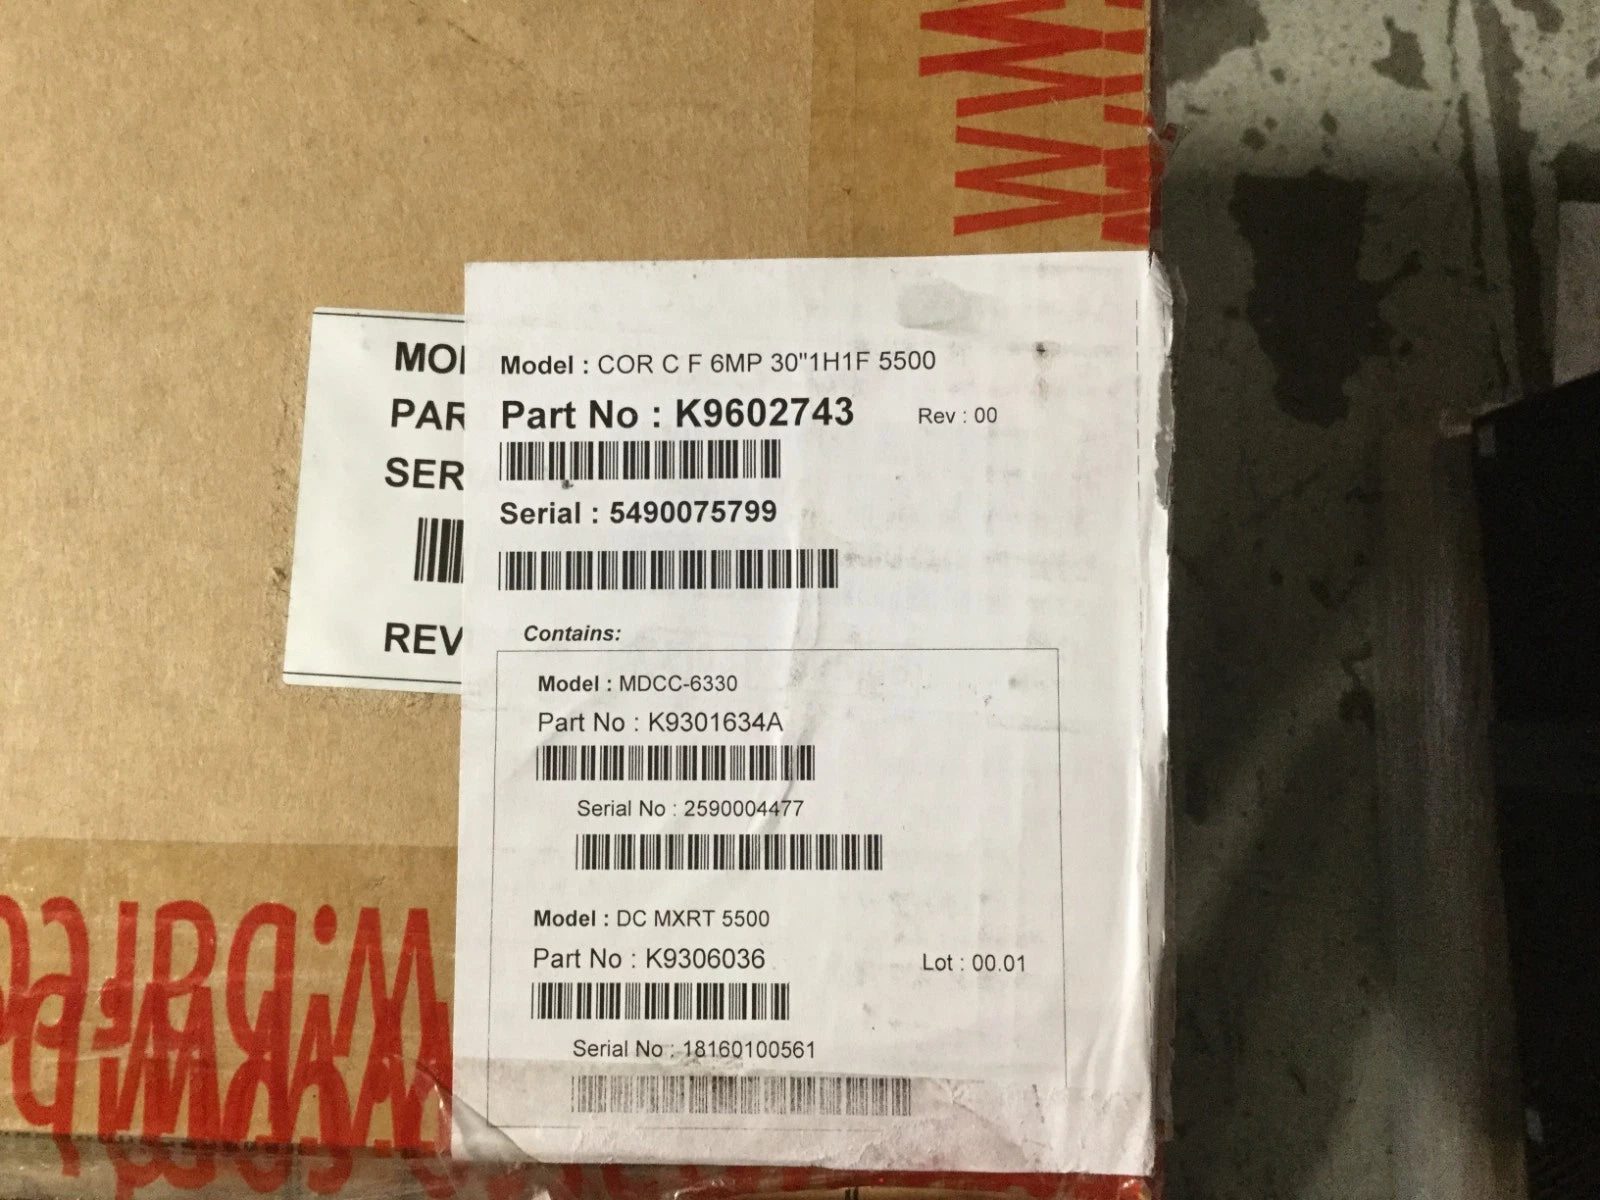 MO
PAR
SER
REV
Model : COR C F 6MP 30"1H1F 5500
Part No : K9602743 Rev : 00
Serial : 5490075799
Contains:
Model : MDCC-6330
Part No : K9301634A
Serial No : 2590004477
Model : DC MXRT 5500
Part No : K9306036 Lot : 00.01
Serial No : 18160100561